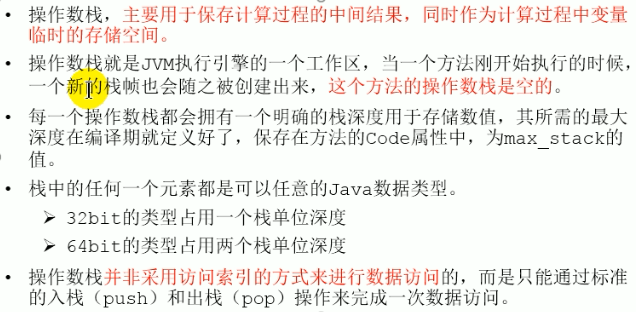 • 操作数栈，主要用于保存计算过程的中间结果，同时作为计算过程中变量
临时的存储空间。
• 操作数栈就是JVM执行引擎的一个工作区，当一个方法刚开始执行的时候，
一个新的栈帧也会随之被创建出来，这个方法的操作数栈是空的。
• 每一个操作数栈都会拥有一个明确的栈深度用于存储数值，其所需的最大
深度在编译期就定义好了，保存在方法的Code属性中，为max_stack的
值。
• 栈中的任何一个元素都是可以任意的Java数据类型。
➢ 32bit的类型占用一个栈单位深度
➢ 64bit的类型占用两个栈单位深度
• 操作数栈并非采用访问索引的方式来进行数据访问的，而是只能通过标准
的入栈（push）和出栈（pop）操作来完成一次数据访问。